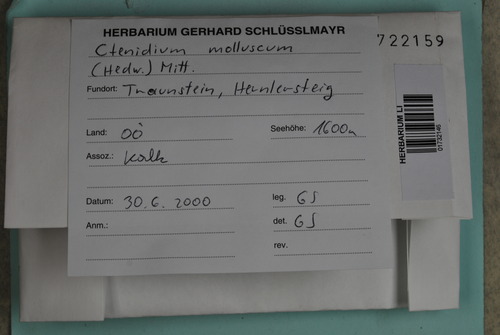 HERBARIUM GERHARD SCHLÜSSLMAYR
Ctenidium molluscum
(Hedw.) Mitt.
Fundort: Traunstein, Hernlersteig
Land: OÖ Seehöhe: 1600m
Assoz.: Kalk
Datum: 30.6.2000 leg. GS
Anm.: det. GS
rev.
722159
HERBARIUM LI
01732146